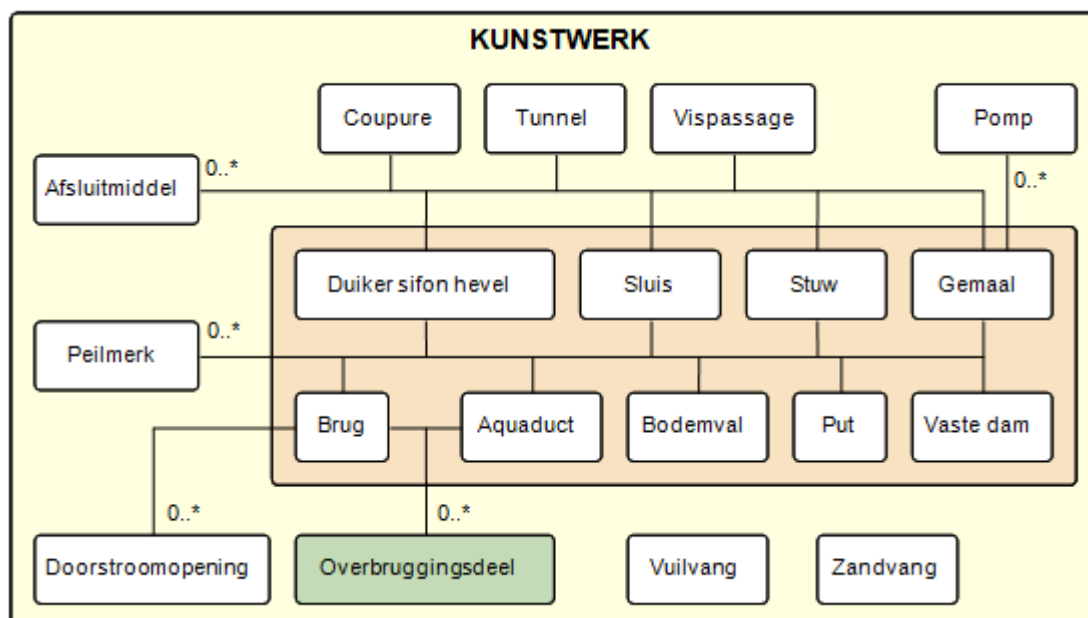 KUNSTWERK
Coupure
Tunnel
Vispassage
Pomp
Afsluitmiddel
0..*
0..*
Duiker sifon hevel
Sluis
Stuw
Gemaal
Peilmerk
0..*
Brug
Aquaduct
Bodemval
Put
Vaste dam
0..*
0..*
Doorstroomopening
Overbruggingsdeel
Vuilvang
Zandvang